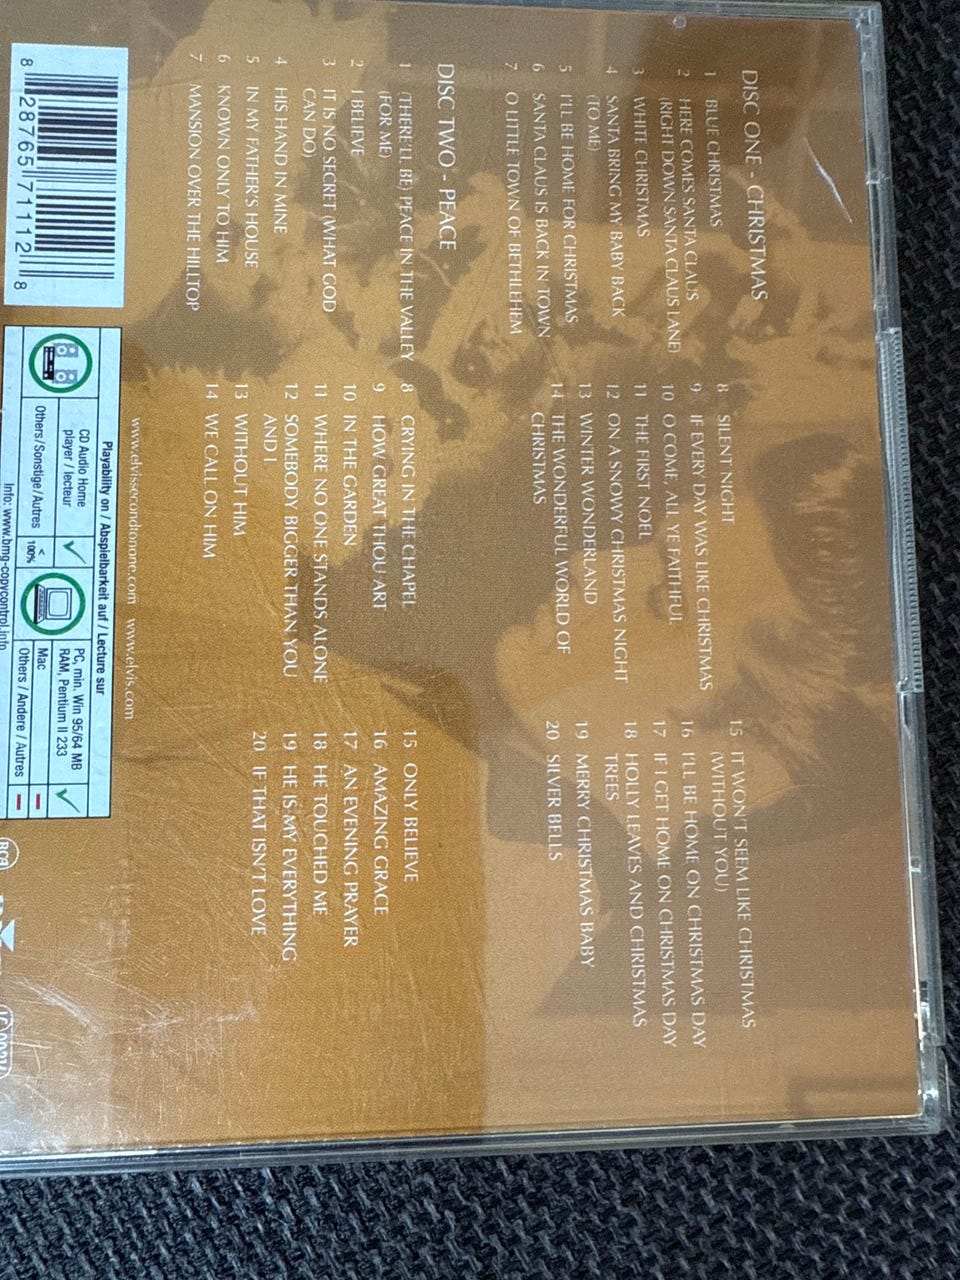 DISC ONE - CHRISTMAS
1 BLUE CHRISTMAS
2 HERE COMES SANTA CLAUS
(RIGHT DOWN SANTA CLAUS LANE)
3 WHITE CHRISTMAS
4 SANTA BRING MY BABY BACK
(TO ME)
5 I'LL BE HOME FOR CHRISTMAS
6 SANTA CLAUS IS BACK IN TOWN
7 O LITTLE TOWN OF BETHLEHEM
8 SILENT NIGHT
9 IF EVERY DAY WAS LIKE CHRISTMAS
10 O COME, ALL YE FAITHFUL
11 THE FIRST NOEL
12 ON A SNOWY CHRISTMAS NIGHT
13 WINTER WONDERLAND
14 THE WONDERFUL WORLD OF
CHRISTMAS
15 IT WON'T SEEM LIKE CHRISTMAS
(WITHOUT YOU)
16 I'LL BE HOME ON CHRISTMAS DAY
17 IF I GET HOME ON CHRISTMAS DAY
18 HOLLY LEAVES AND CHRISTMAS
TREES
19 MERRY CHRISTMAS BABY
20 SILVER BELLS
DISC TWO - PEACE
1 (THERE'LL BE) PEACE IN THE VALLEY
(FOR ME)
2 I BELIEVE
3 IT IS NO SECRET (WHAT GOD
CAN DO)
4 HIS HAND IN MINE
5 IN MY FATHER'S HOUSE
6 KNOWN ONLY TO HIM
7 MANSION OVER THE HILLTOP
8 CRYING IN THE CHAPEL
9 HOW GREAT THOU ART
10 IN THE GARDEN
11 WHERE NO ONE STANDS ALONE
12 SOMEBODY BIGGER THAN YOU
AND I
13 WITHOUT HIM
14 WE CALL ON HIM
15 ONLY BELIEVE
16 AMAZING GRACE
17 AN EVENING PRAYER
18 HE TOUCHED ME
19 HE IS MY EVERYTHING
20 IF THAT ISN'T LOVE
www.elvissecondtonone.com www.elvis.com
8 28765 71112 8
Playability on / Abspielbarkeit auf / Lecture sur
CD Audio Home
player / lecteur
Others/Sonstige/Autres
< 100%
PC, min. Win 95/64 MB
RAM, Pentium II 233
Mac
Others / Andere / Autres
Info: www.bmg-copycontrol.info
RCA